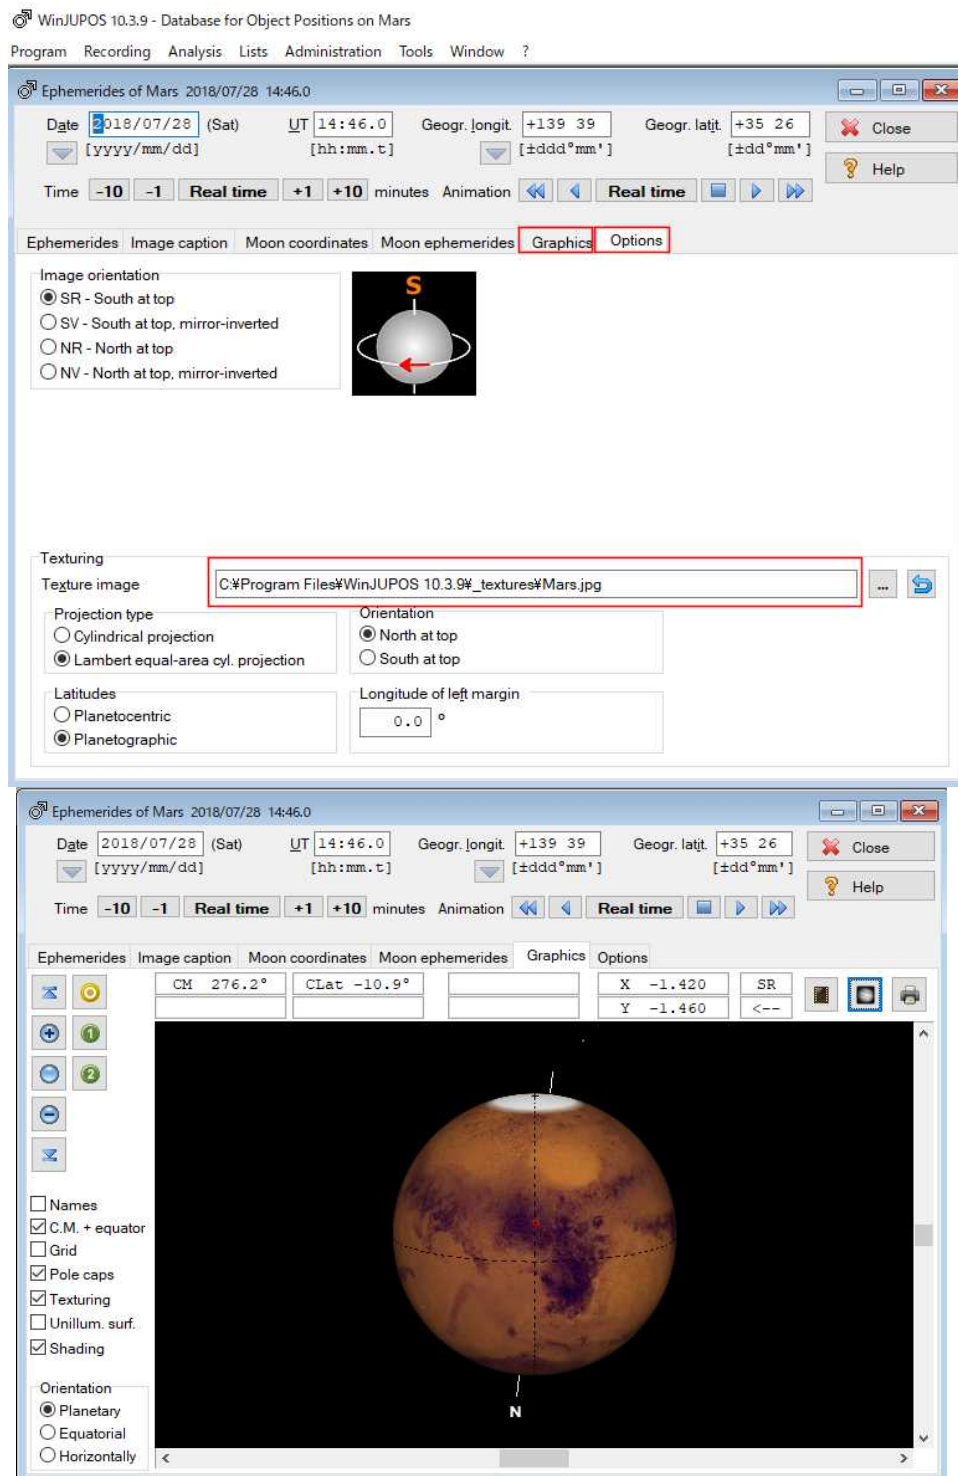 WinJUPOS 10.3.9 - Database for Object Positions on Mars
Program Recording Analysis Lists Administration Tools Window ?
Ephemerides of Mars 2018/07/28 14:46.0
Date 2018/07/28 (Sat) UT 14:46.0 Geogr. longit. +139 39 Geogr. latit. +35 26 Close
[yyyy/mm/dd] [hh:mm.t] [±ddd°mm'] [±dd°mm']
Help
Time -10 -1 Real time +1 +10 minutes Animation Real time
Ephemerides Image caption Moon coordinates Moon ephemerides Graphics Options
Image orientation
SR - South at top
SV - South at top, mirror-inverted
NR - North at top
NV - North at top, mirror-inverted
S
Texturing
Texture image C:¥Program Files¥WinJUPOS 10.3.9¥_textures¥Mars.jpg ...
Projection type
Cylindrical projection
Lambert equal-area cyl. projection
Orientation
North at top
South at top
Latitudes
Planetocentric
Planetographic
Longitude of left margin
0.0 °
Ephemerides of Mars 2018/07/28 14:46.0
Date 2018/07/28 (Sat) UT 14:46.0 Geogr. longit. +139 39 Geogr. latit. +35 26 Close
[yyyy/mm/dd] [hh:mm.t] [±ddd°mm'] [±dd°mm']
Help
Time -10 -1 Real time +1 +10 minutes Animation Real time
Ephemerides Image caption Moon coordinates Moon ephemerides Graphics Options
CM 276.2° CLat -10.9° X -1.420 SR
Y -1.460 <--
1
2
Names
C.M. + equator
Grid
Pole caps
Texturing
Unillum. surf.
Shading
Orientation
Planetary
Equatorial
Horizontally
N